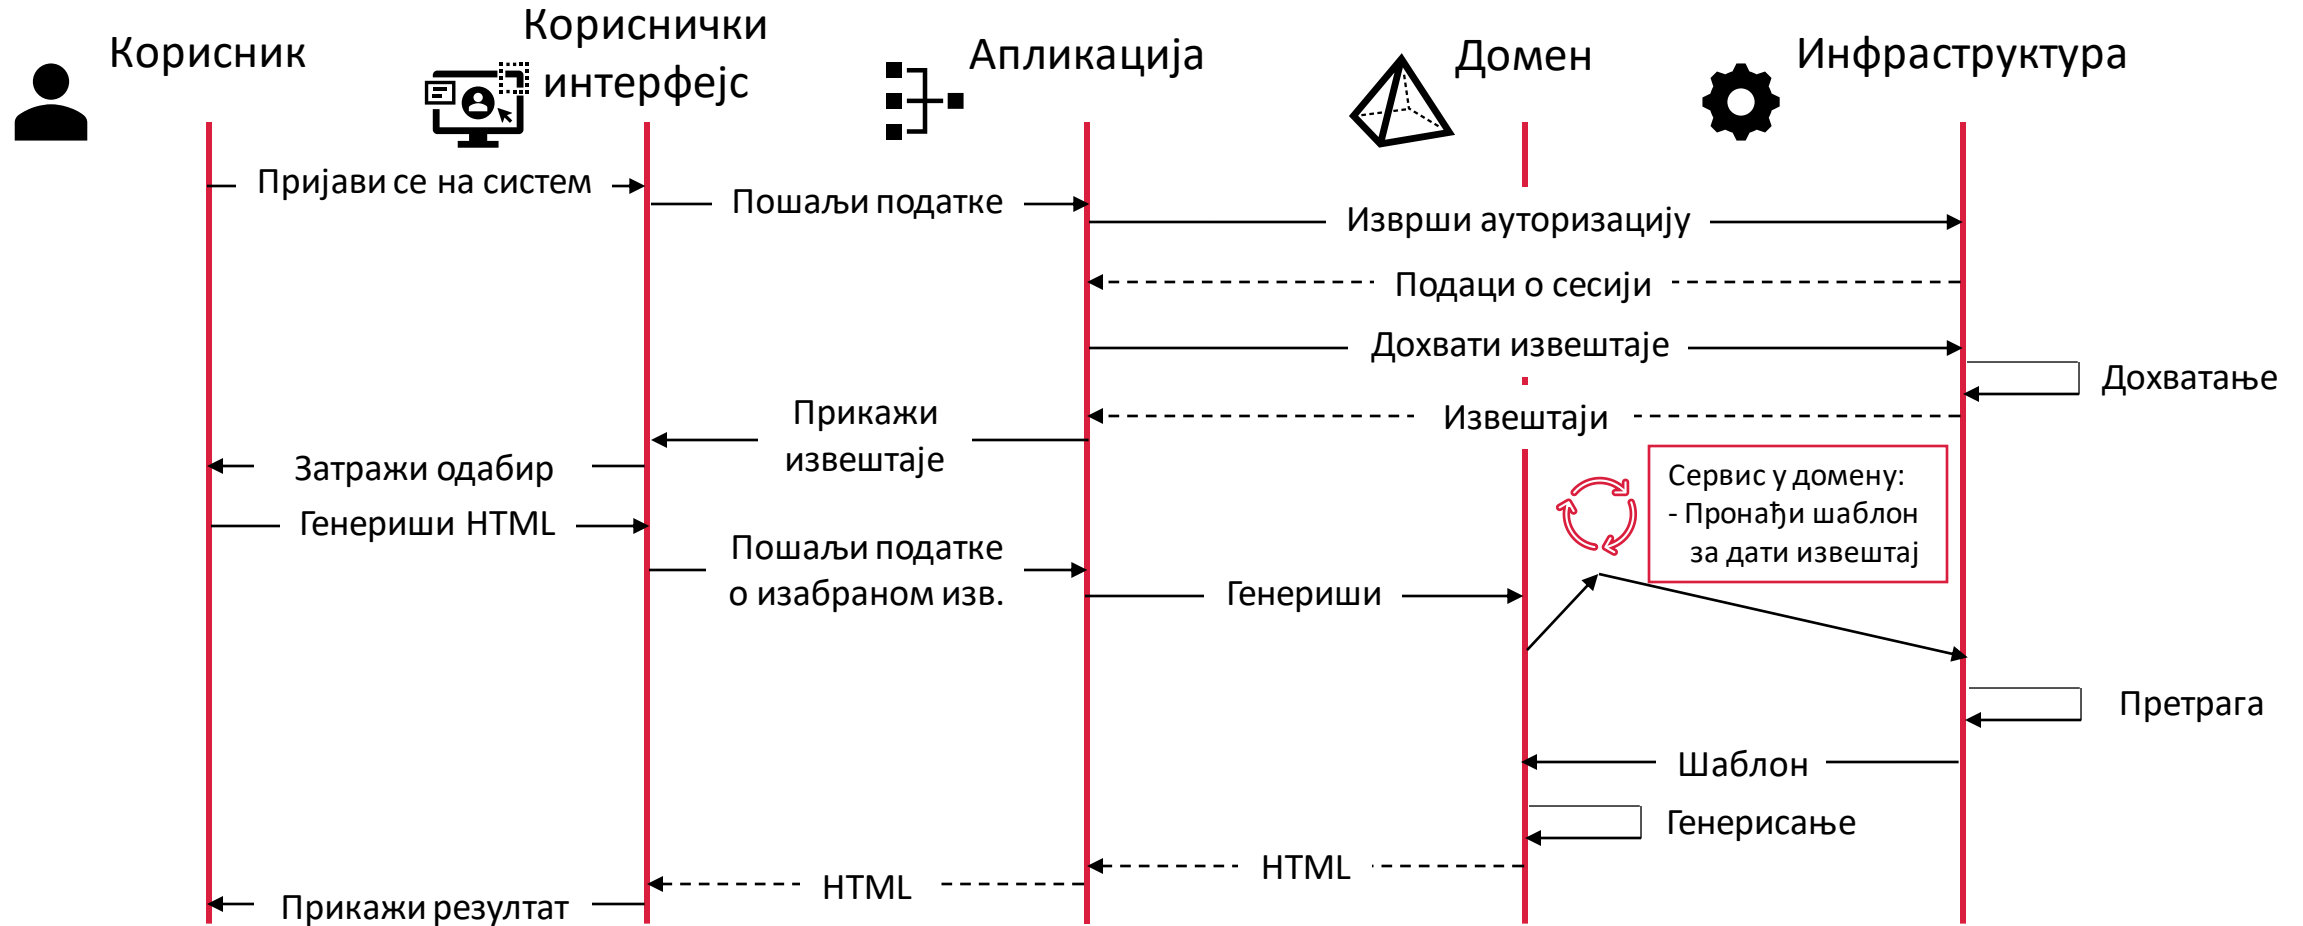 Корисник
Кориснички
интерфејс
Апликација
Домен
Инфраструктура
Пријави се на систем
Пошаљи податке
Изврши ауторизацију
Подаци о сесији
Дохвати извештаје
Дохватање
Извештаји
Прикажи
извештаје
Затражи одабир
Сервис у домену:
- Пронађи шаблон
за дати извештај
Генериши HTML
Пошаљи податке
о изабраном изв.
Генериши
Претрага
Шаблон
Генерисање
HTML
HTML
Прикажи резултат